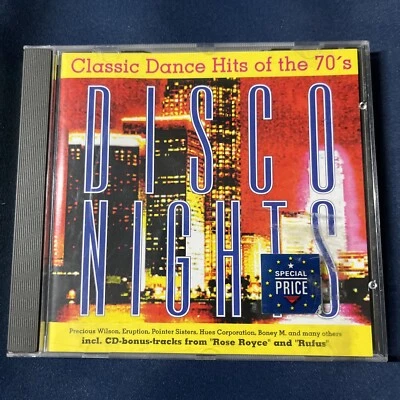 Classic Dance Hits of the 70´s
DISCO
NIGHTS
SPECIAL
PRICE
Precious Wilson, Eruption, Pointer Sisters, Hues Corporation, Boney M. and many others
incl. CD-bonus-tracks from "Rose Royce" and "Rufus"